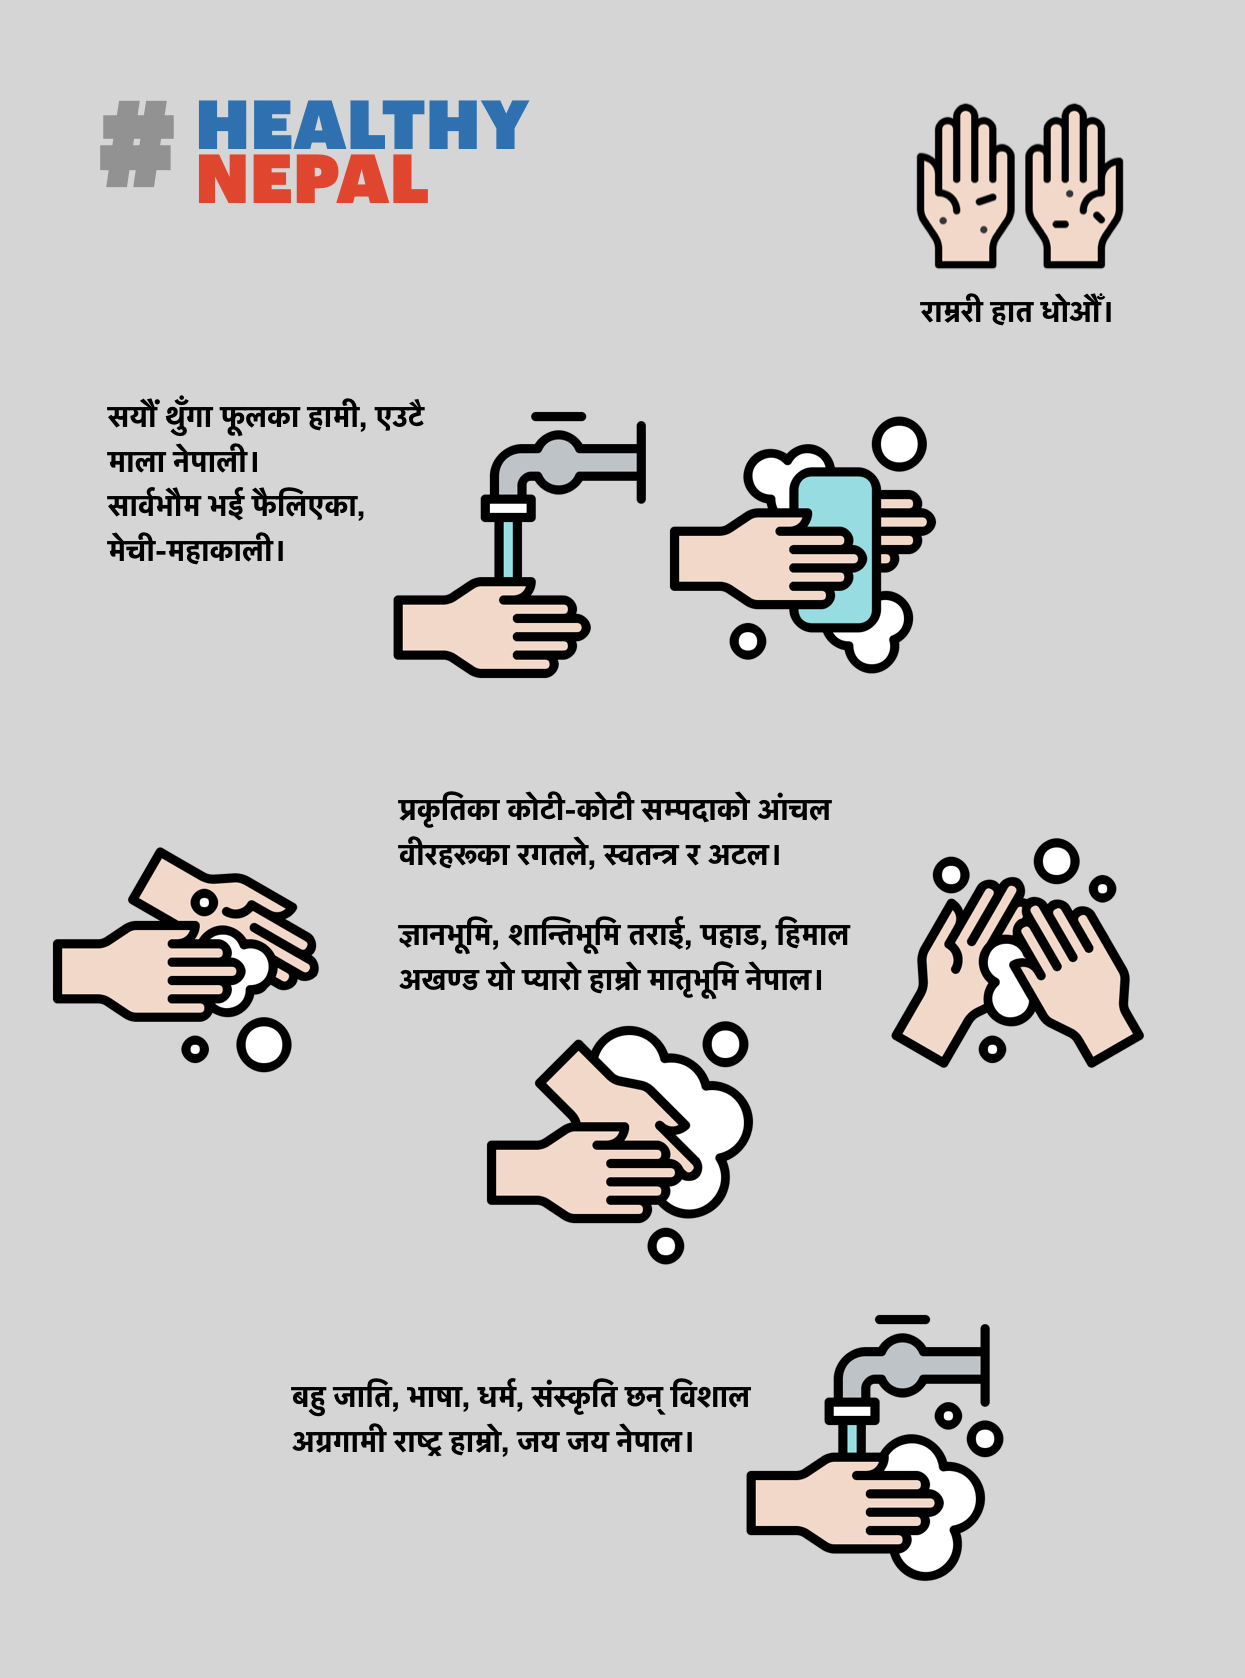 # HEALTHY
NEPAL
राम्ररी हात धोऔँ।
सयौं थुँगा फूलका हामी, एउटै
माला नेपाली।
सार्वभौम भई फैलिएका,
मेची-महाकाली।
प्रकृतिका कोटी-कोटी सम्पदाको आंचल
वीरहरूका रगतले, स्वतन्त्र र अटल।
ज्ञानभूमि, शान्तिभूमि तराई, पहाड, हिमाल
अखण्ड यो प्यारो हाम्रो मातृभूमि नेपाल।
बहु जाति, भाषा, धर्म, संस्कृति छन् विशाल
अग्रगामी राष्ट्र हाम्रो, जय जय नेपाल।